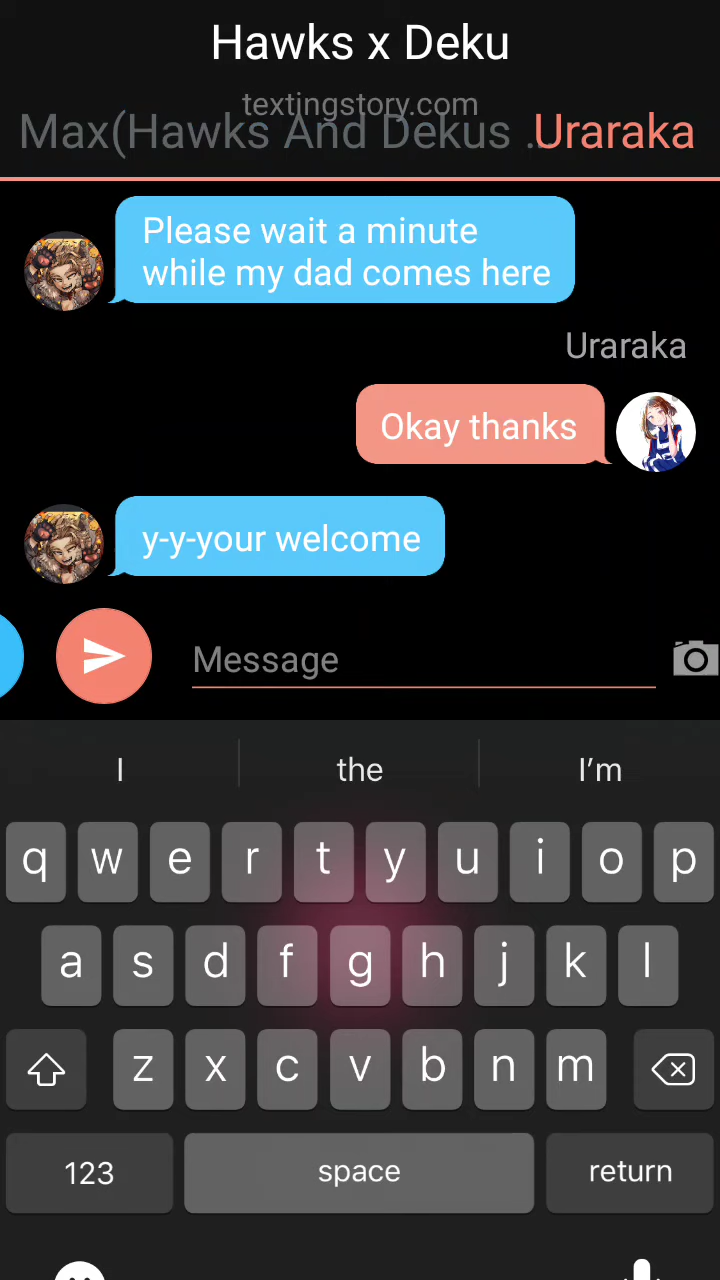 Hawks x Deku
textingstory.com
Max(Hawks And Dekus ... Uraraka
Please wait a minute
while my dad comes here
Uraraka
Okay thanks
y-y-your welcome
Message
I the I'm
q w e r t y u i o p
a s d f g h j k l
z x c v b n m
123 space return